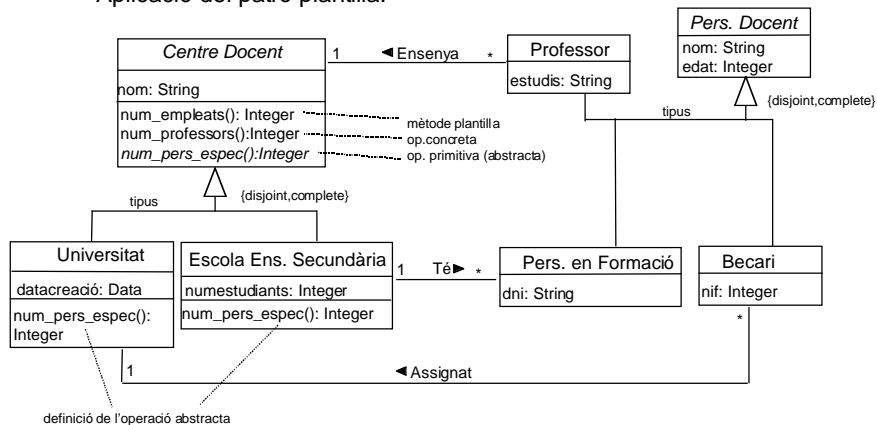 Aplicació del patró plantilla:
Pers. Docent
nom: String
edat: Integer
Centre Docent
nom: String
num_empleats(): Integer
num_professors():Integer
num_pers_espec():Integer
1
◄Ensenya
*
Professor
estudis: String
mètode plantilla
op.concreta
op. primitiva (abstracta)
tipus
{disjoint,complete}
tipus
{disjoint,complete}
Universitat
datacreació: Data
num_pers_espec():
Integer
Escola Ens. Secundària
numestudiants: Integer
num_pers_espec(): Integer
1
Té►
*
Pers. en Formació
dni: String
Becari
nif: Integer
*
1
◄Assignat
definició de l'operació abstracta